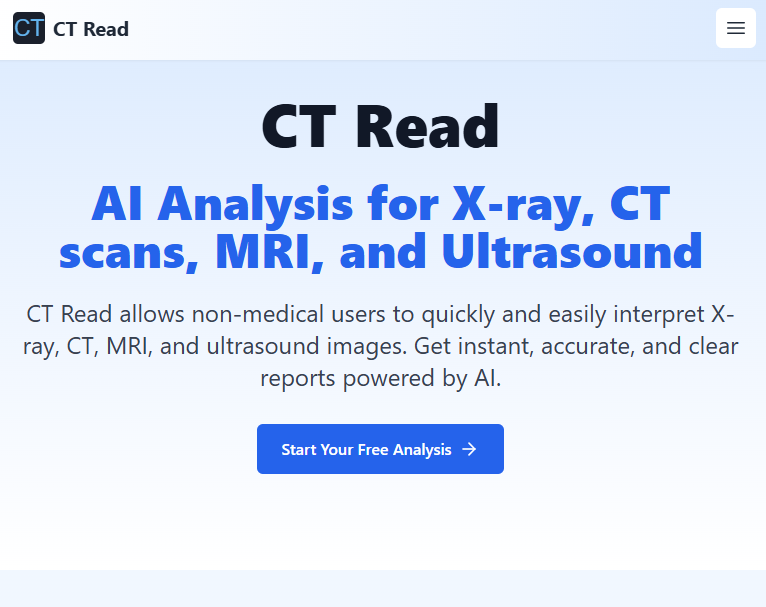 CT CT Read
CT Read
AI Analysis for X-ray, CT
scans, MRI, and Ultrasound
CT Read allows non-medical users to quickly and easily interpret X-
ray, CT, MRI, and ultrasound images. Get instant, accurate, and clear
reports powered by AI.
Start Your Free Analysis